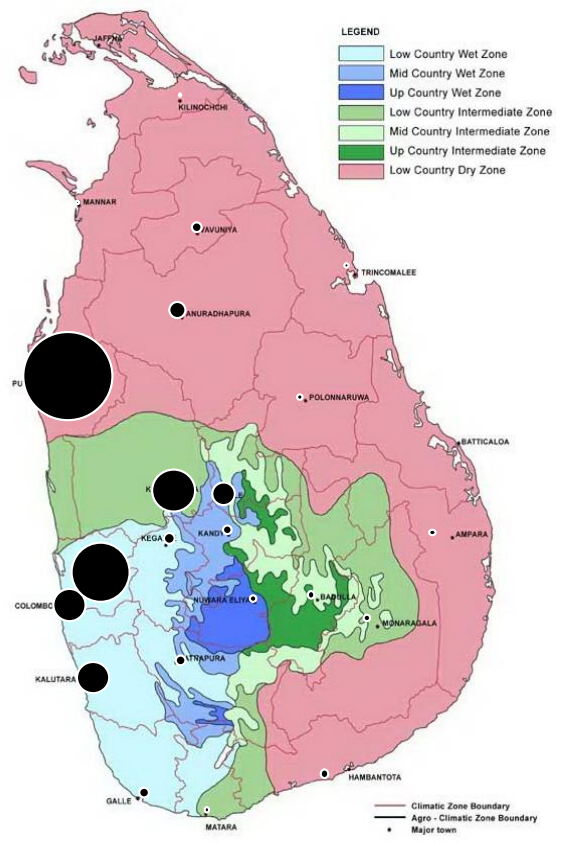 LEGEND
Low Country Wet Zone
Mid Country Wet Zone
Up Country Wet Zone
Low Country Intermediate Zone
Mid Country Intermediate Zone
Up Country Intermediate Zone
Low Country Dry Zone
JAFFNA
KILINOCHCHI
MANNAR
AVUNIYA
TRINCOMALEE
ANURADHAPURA
PU
POLONNARUWA
BATTICALOA
K
KANDY
KEGA
AMPARA
NUWARA ELIYA
BADULLA
COLOMBO
MONARAGALA
ATNAPURA
KALUTARA
HAMBANTOTA
GALLE
MATARA
Climatic Zone Boundary
Agro - Climatic Zone Boundary
Major town